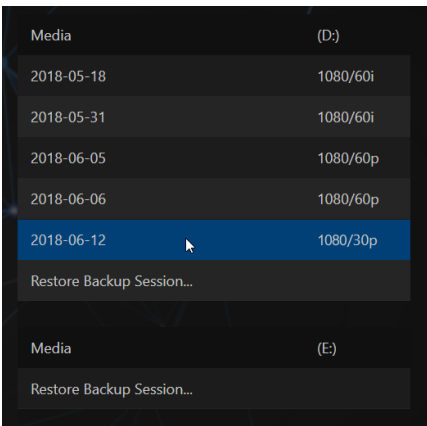 Media (D:)
2018-05-18 1080/60i
2018-05-31 1080/60i
2018-06-05 1080/60p
2018-06-06 1080/60p
2018-06-12 1080/30p
Restore Backup Session...
Media (E:)
Restore Backup Session...